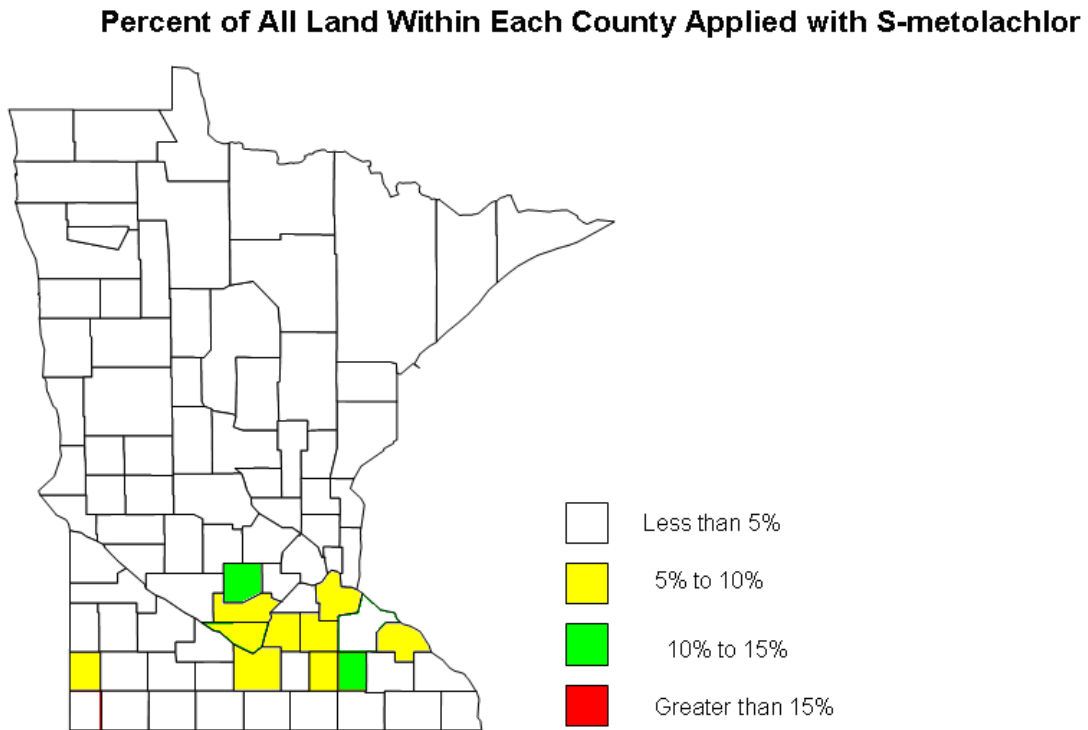 Percent of All Land Within Each County Applied with S-metolachlor
Less than 5%
5% to 10%
10% to 15%
Greater than 15%